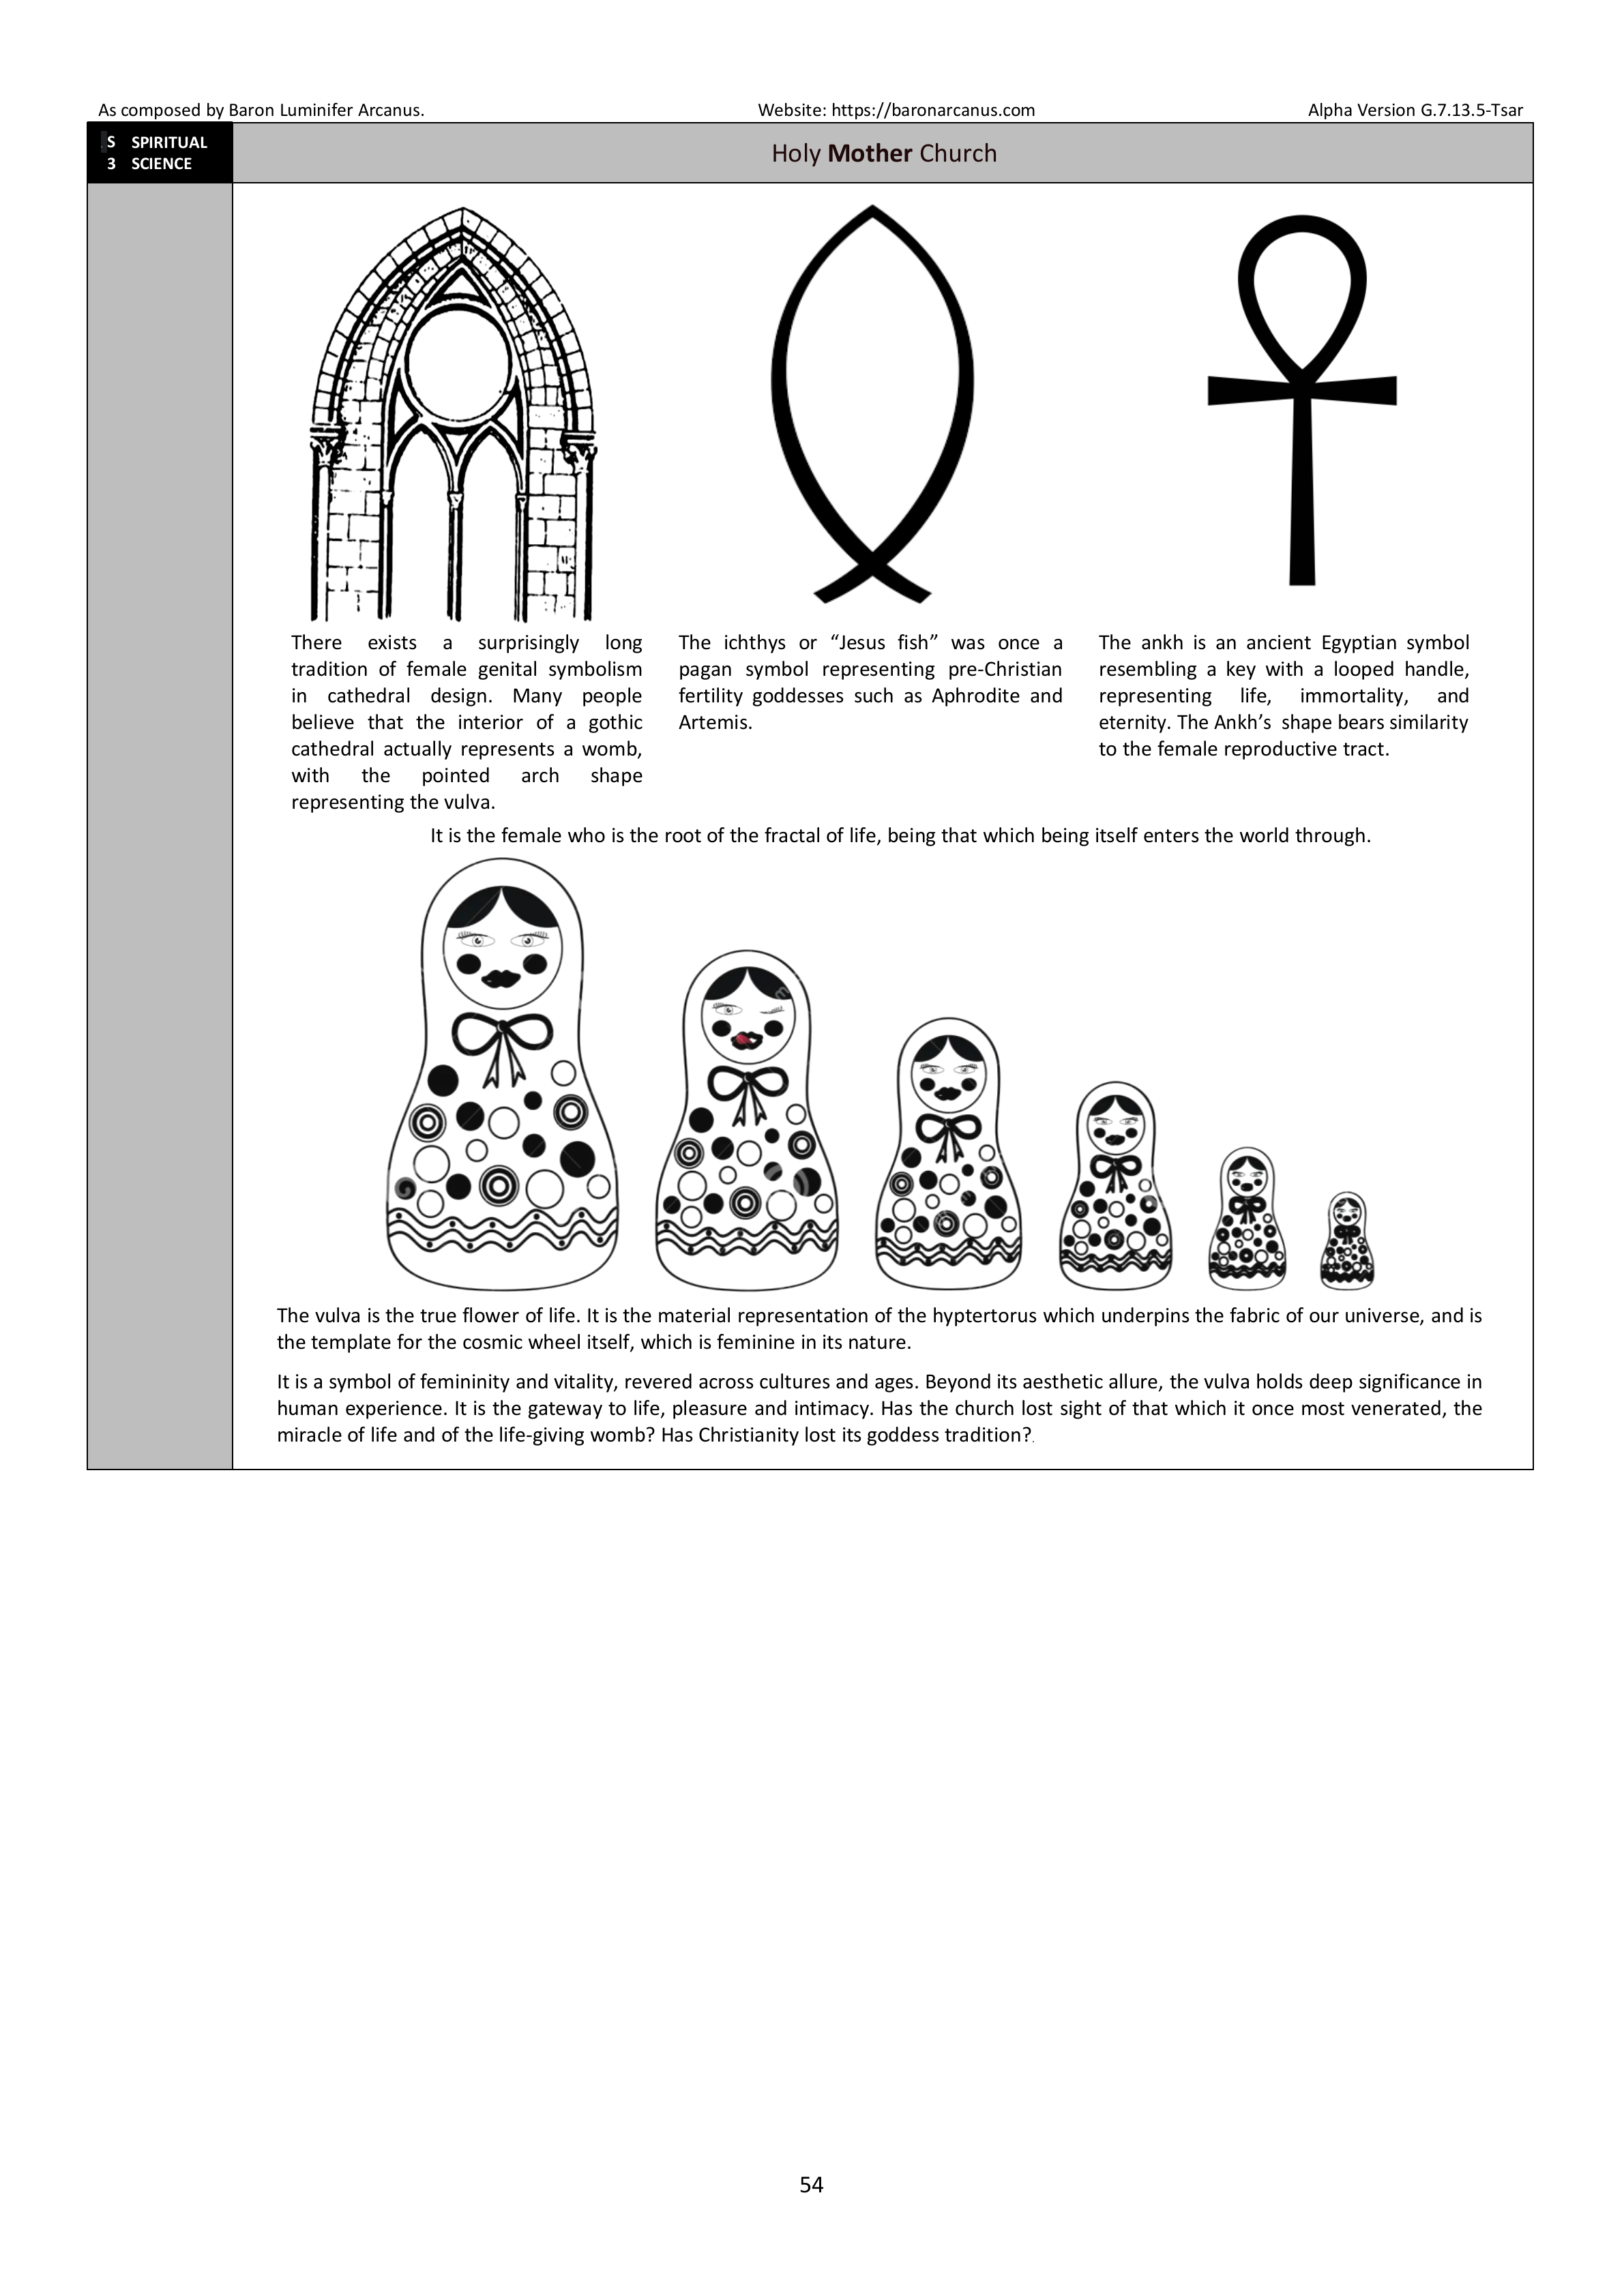 As composed by Baron Luminifer Arcanus. Website: https://baronarcanus.com Alpha Version G.7.13.5-Tsar
S SPIRITUAL
3 SCIENCE
Holy Mother Church
There exists a surprisingly long
tradition of female genital symbolism
in cathedral design. Many people
believe that the interior of a gothic
cathedral actually represents a womb,
with the pointed arch shape
representing the vulva.
The ichthys or “Jesus fish” was once a
pagan symbol representing pre-Christian
fertility goddesses such as Aphrodite and
Artemis.
The ankh is an ancient Egyptian symbol
resembling a key with a looped handle,
representing life, immortality, and
eternity. The Ankh’s shape bears similarity
to the female reproductive tract.
It is the female who is the root of the fractal of life, being that which being itself enters the world through.
The vulva is the true flower of life. It is the material representation of the hyptertorus which underpins the fabric of our universe, and is
the template for the cosmic wheel itself, which is feminine in its nature.
It is a symbol of femininity and vitality, revered across cultures and ages. Beyond its aesthetic allure, the vulva holds deep significance in
human experience. It is the gateway to life, pleasure and intimacy. Has the church lost sight of that which it once most venerated, the
miracle of life and of the life-giving womb? Has Christianity lost its goddess tradition?.
54